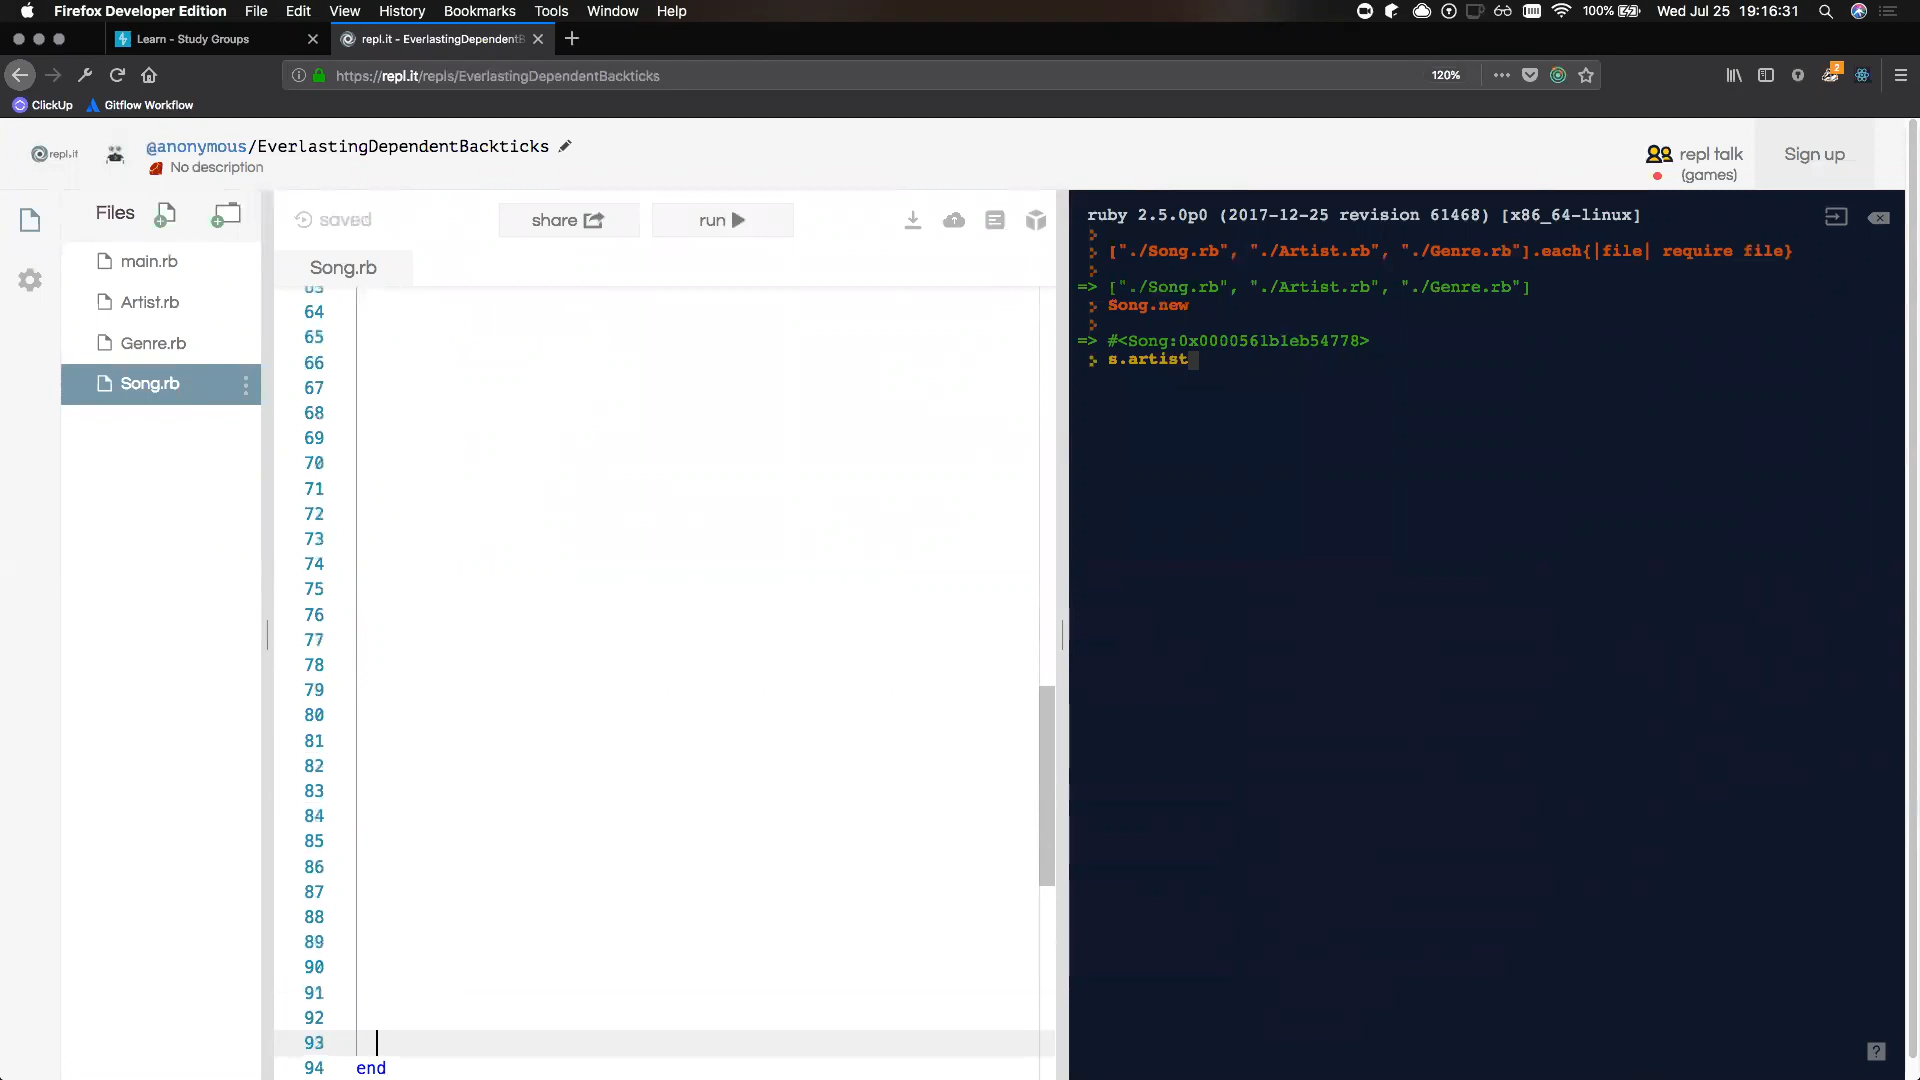 Firefox Developer Edition File Edit View History Bookmarks Tools Window Help 100% Wed Jul 25 19:16:31
Learn - Study Groups
repl.it - EverlastingDependentB
https://repl.it/repls/EverlastingDependentBackticks 120% 2
ClickUp Gitflow Workflow
repl.it
@anonymous/EverlastingDependentBackticks
No description
repl talk
(games)
Sign up
Files
main.rb
Artist.rb
Genre.rb
Song.rb
saved
share
run
Song.rb
63
64
65
66
67
68
69
70
71
72
73
74
75
76
77
78
79
80
81
82
83
84
85
86
87
88
89
90
91
92
93
94 end
ruby 2.5.0p0 (2017-12-25 revision 61468) [x86_64-linux]
["./Song.rb", "./Artist.rb", "./Genre.rb"].each{|file| require file}
=> ["./Song.rb", "./Artist.rb", "./Genre.rb"]
Song.new
=> #<Song:0x0000561b1eb54778>
s.artist
?